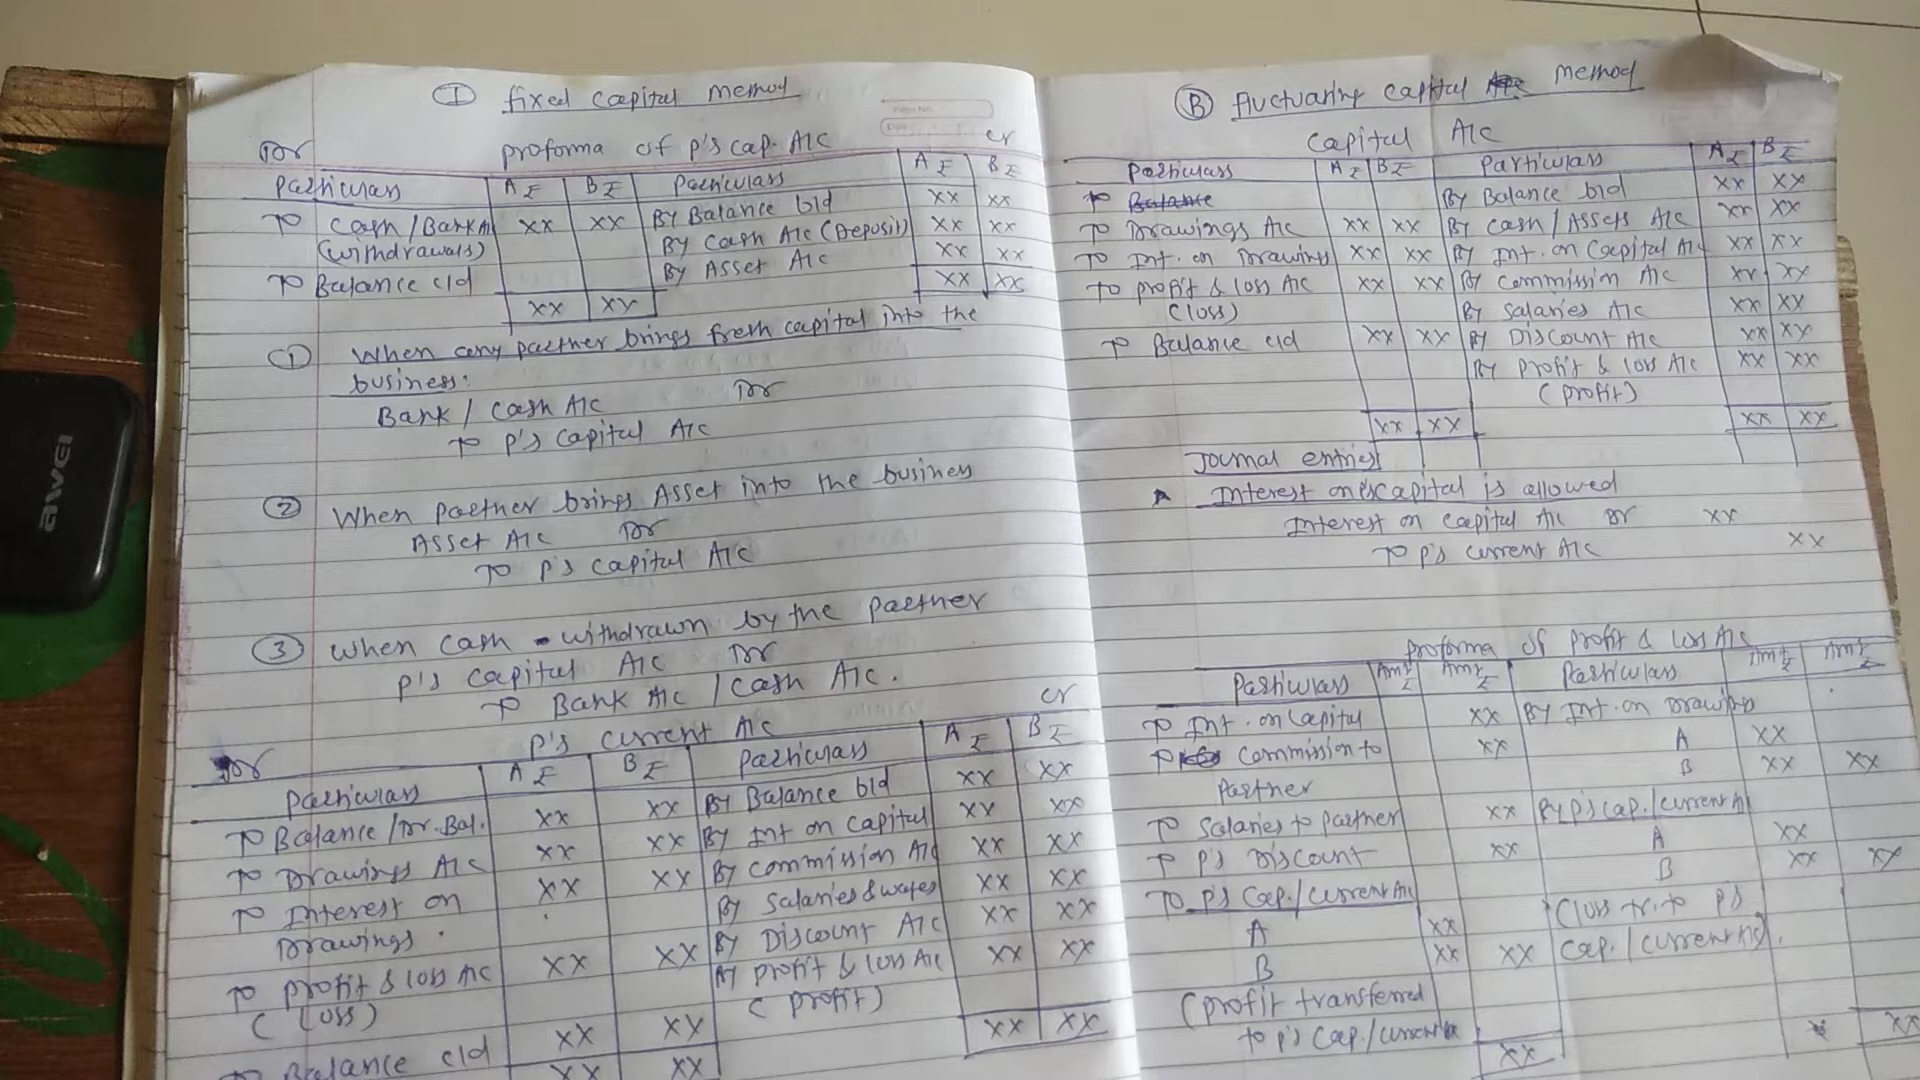 ① fixed capital method
Dr proforma of P's cap. A/c cr
Particulars A ₹ B ₹ Particulars A ₹ B ₹
To cash/Bank A/c xx xx By Balance b/d xx xx
(withdrawals) By cash A/c (Deposit) xx xx
By Asset A/c xx xx
To Balance c/d xx xx
xx xx
① When any partner brings fresh capital into the
business:
Bank / cash A/c Dr
To P's capital A/c
② When partner brings Asset into the business
Asset A/c Dr
To P's capital A/c
③ When cash withdrawn by the partner
P's capital A/c Dr
To Bank A/c / cash A/c.
P's current A/c cr
Dr
Particulars A ₹ B ₹ Particulars A ₹ B ₹
To Balance / Dr. Bal. xx xx By Balance b/d xx xx
To Drawings A/c xx xx By Int on capital xx xx
To Interest on xx xx By commission A/c xx xx
Drawings. By Salaries & wages xx xx
By Discount A/c xx xx
To profit & loss A/c xx xx By profit & loss A/c xx xx
(Loss) (profit)
To Balance c/d xx xx xx xx
xx xx
Ⓑ fluctuating capital method
Capital A/c
Particulars A ₹ B ₹ Particulars A ₹ B ₹
To Balance By Balance b/d xx xx
To Drawings A/c xx xx By cash / Assets A/c xx xx
To Int. on Drawings xx xx By Int. on Capital A/c xx xx
To profit & loss A/c xx xx By commission A/c xx xx
(loss) By Salaries A/c xx xx
To Balance c/d xx xx By Discount A/c xx xx
By profit & loss A/c xx xx
(profit)
xx xx xx xx
Journal entries
Interest on P's capital is allowed
Interest on capital A/c Dr xx
To P's current A/c xx
proforma of profit & loss A/c
Particulars Amt ₹ Amt ₹ Particulars Amt ₹ Amt ₹
To Int. on Capital xx By Int. on Drawings
To commission to xx A xx
Partner B xx xx
To Salaries to partner xx By P's cap./current A/c
To P's Discount xx A xx
To P's Cap./current A/c B xx xx
A xx (Loss tr. to P's
B xx xx cap./current A/c).
(profit transferred
to P's Cap./current A/c xx
xx
awei